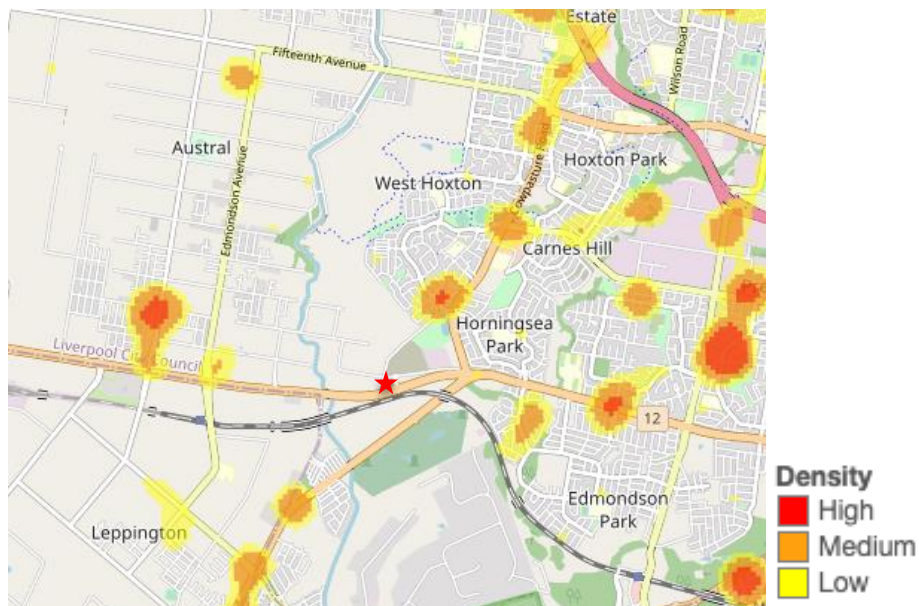 Estate
Fifteenth Avenue
Wilson Road
Austral
Hoxton Park
West Hoxton
Cowpasture Road
Edmondson Avenue
Carnes Hill
Horningsea
Park
Liverpool City Council
12
Density
High
Medium
Low
Edmondson
Park
Leppington